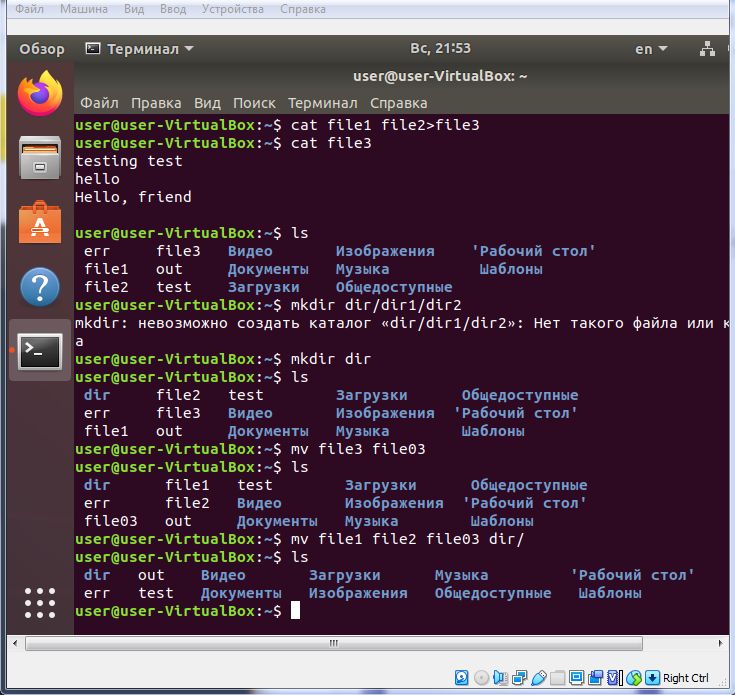 Файл Машина Вид Ввод Устройства Справка
Обзор Терминал Вс, 21:53 en
user@user-VirtualBox: ~
Файл Правка Вид Поиск Терминал Справка
user@user-VirtualBox:~$ cat file1 file2>file3
user@user-VirtualBox:~$ cat file3
testing test
hello
Hello, friend
user@user-VirtualBox:~$ ls
err file3 Видео Изображения 'Рабочий стол'
file1 out Документы Музыка Шаблоны
file2 test Загрузки Общедоступные
user@user-VirtualBox:~$ mkdir dir/dir1/dir2
mkdir: невозможно создать каталог «dir/dir1/dir2»: Нет такого файла или к
а
user@user-VirtualBox:~$ mkdir dir
user@user-VirtualBox:~$ ls
dir file2 test Загрузки Общедоступные
err file3 Видео Изображения 'Рабочий стол'
file1 out Документы Музыка Шаблоны
user@user-VirtualBox:~$ mv file3 file03
user@user-VirtualBox:~$ ls
dir file1 test Загрузки Общедоступные
err file2 Видео Изображения 'Рабочий стол'
file03 out Документы Музыка Шаблоны
user@user-VirtualBox:~$ mv file1 file2 file03 dir/
user@user-VirtualBox:~$ ls
dir out Видео Загрузки Музыка 'Рабочий стол'
err test Документы Изображения Общедоступные Шаблоны
user@user-VirtualBox:~$
Right Ctrl